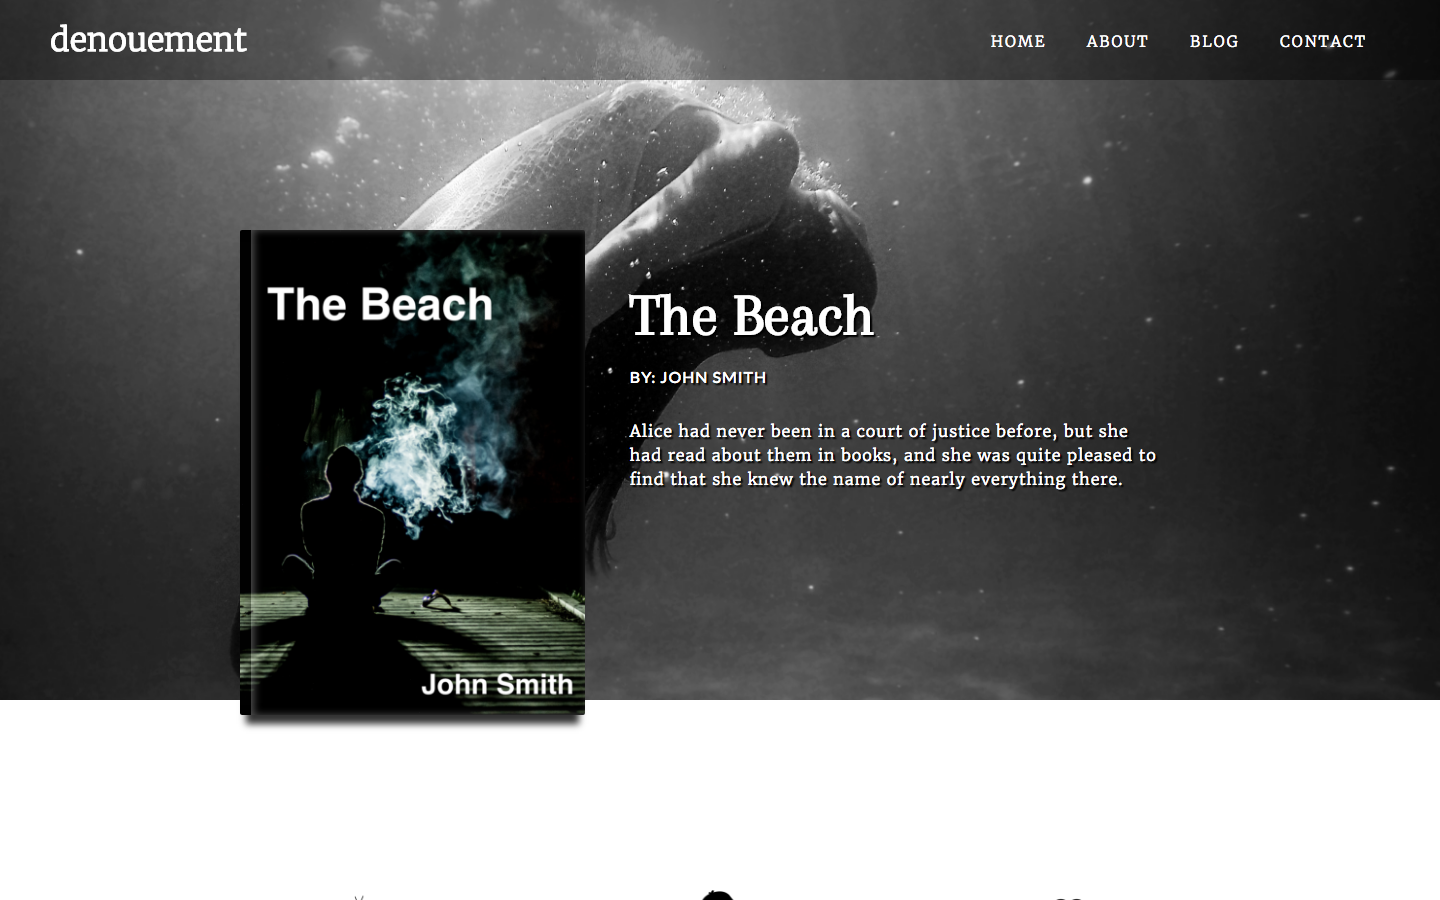 denouement
HOME ABOUT BLOG CONTACT
The Beach
John Smith
The Beach
BY: JOHN SMITH
Alice had never been in a court of justice before, but she
had read about them in books, and she was quite pleased to
find that she knew the name of nearly everything there.